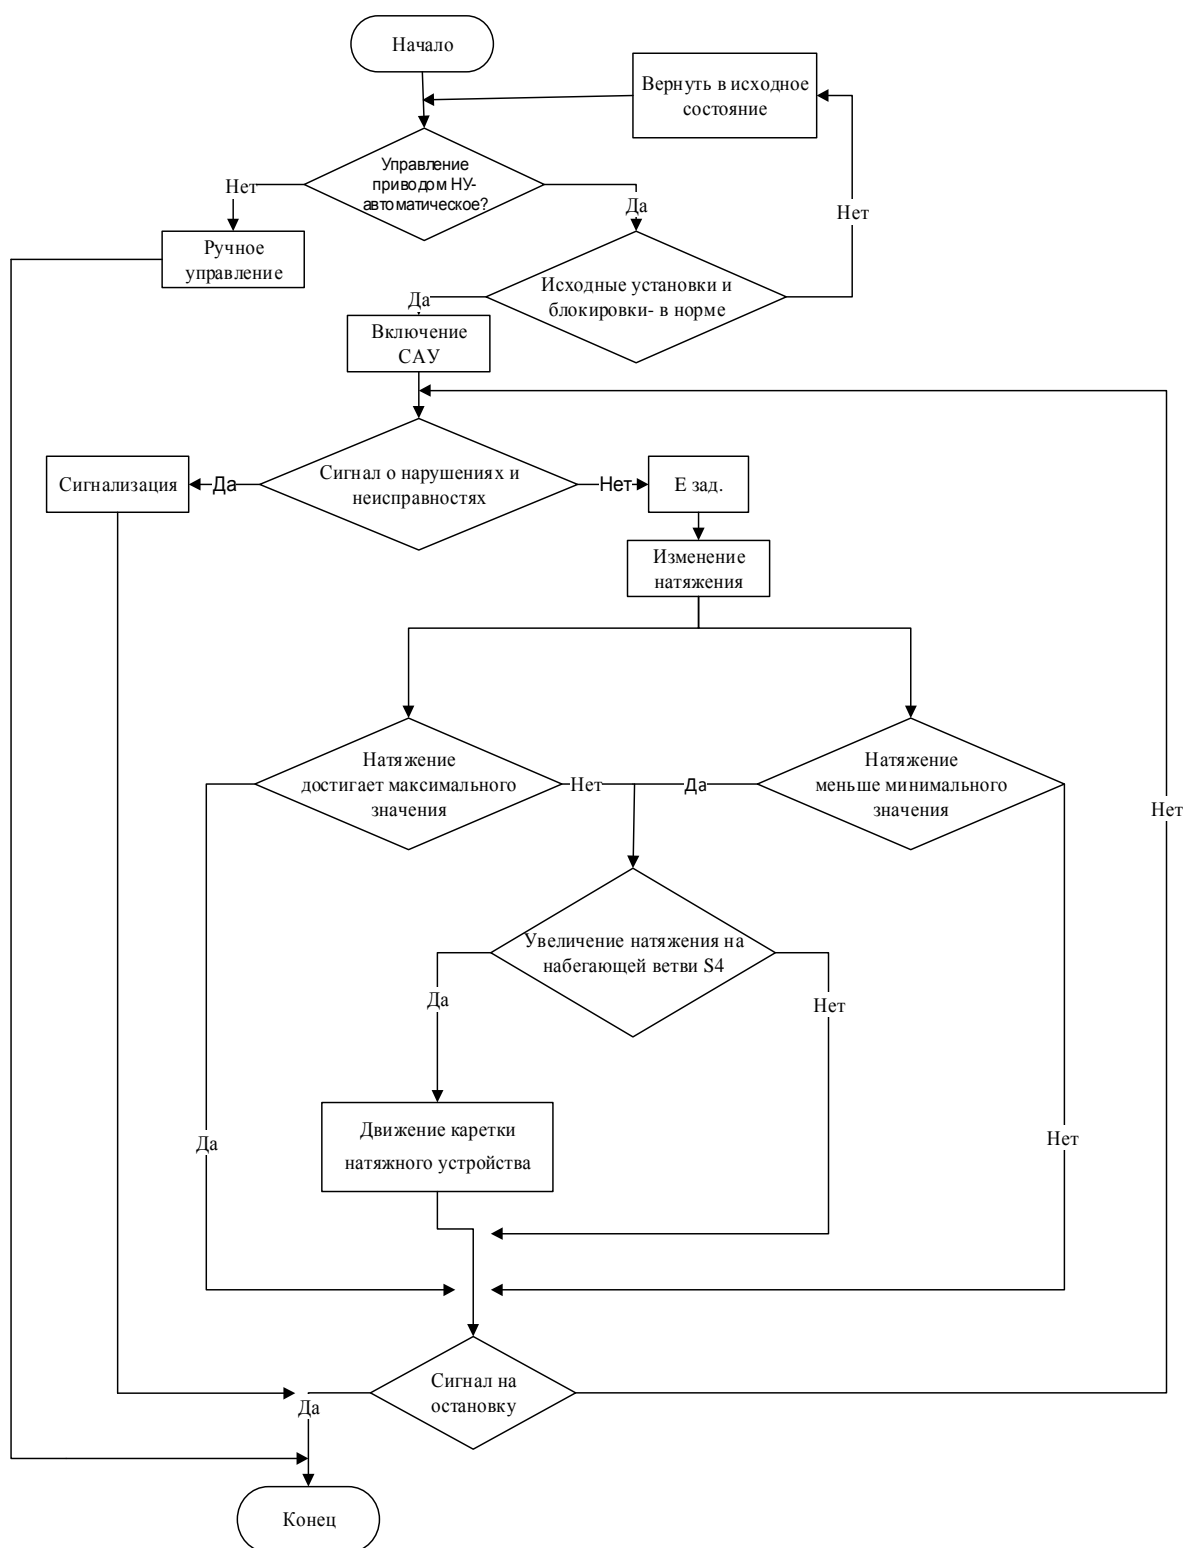 Начало
Вернуть в исходное
состояние
Управление
приводом НУ-
автоматическое?
Нет
Да
Нет
Ручное
управление
Исходные установки и
блокировки- в норме
Да
Включение
САУ
Сигнал о нарушениях и
неисправностях
Сигнализация
Да
Нет
Е зад.
Изменение
натяжения
Натяжение
достигает максимального
значения
Нет
Да
Натяжение
меньше минимального
значения
Нет
Увеличение натяжения на
набегающей ветви S4
Да
Нет
Движение каретки
натяжного устройства
Да
Нет
Сигнал на
остановку
Да
Конец